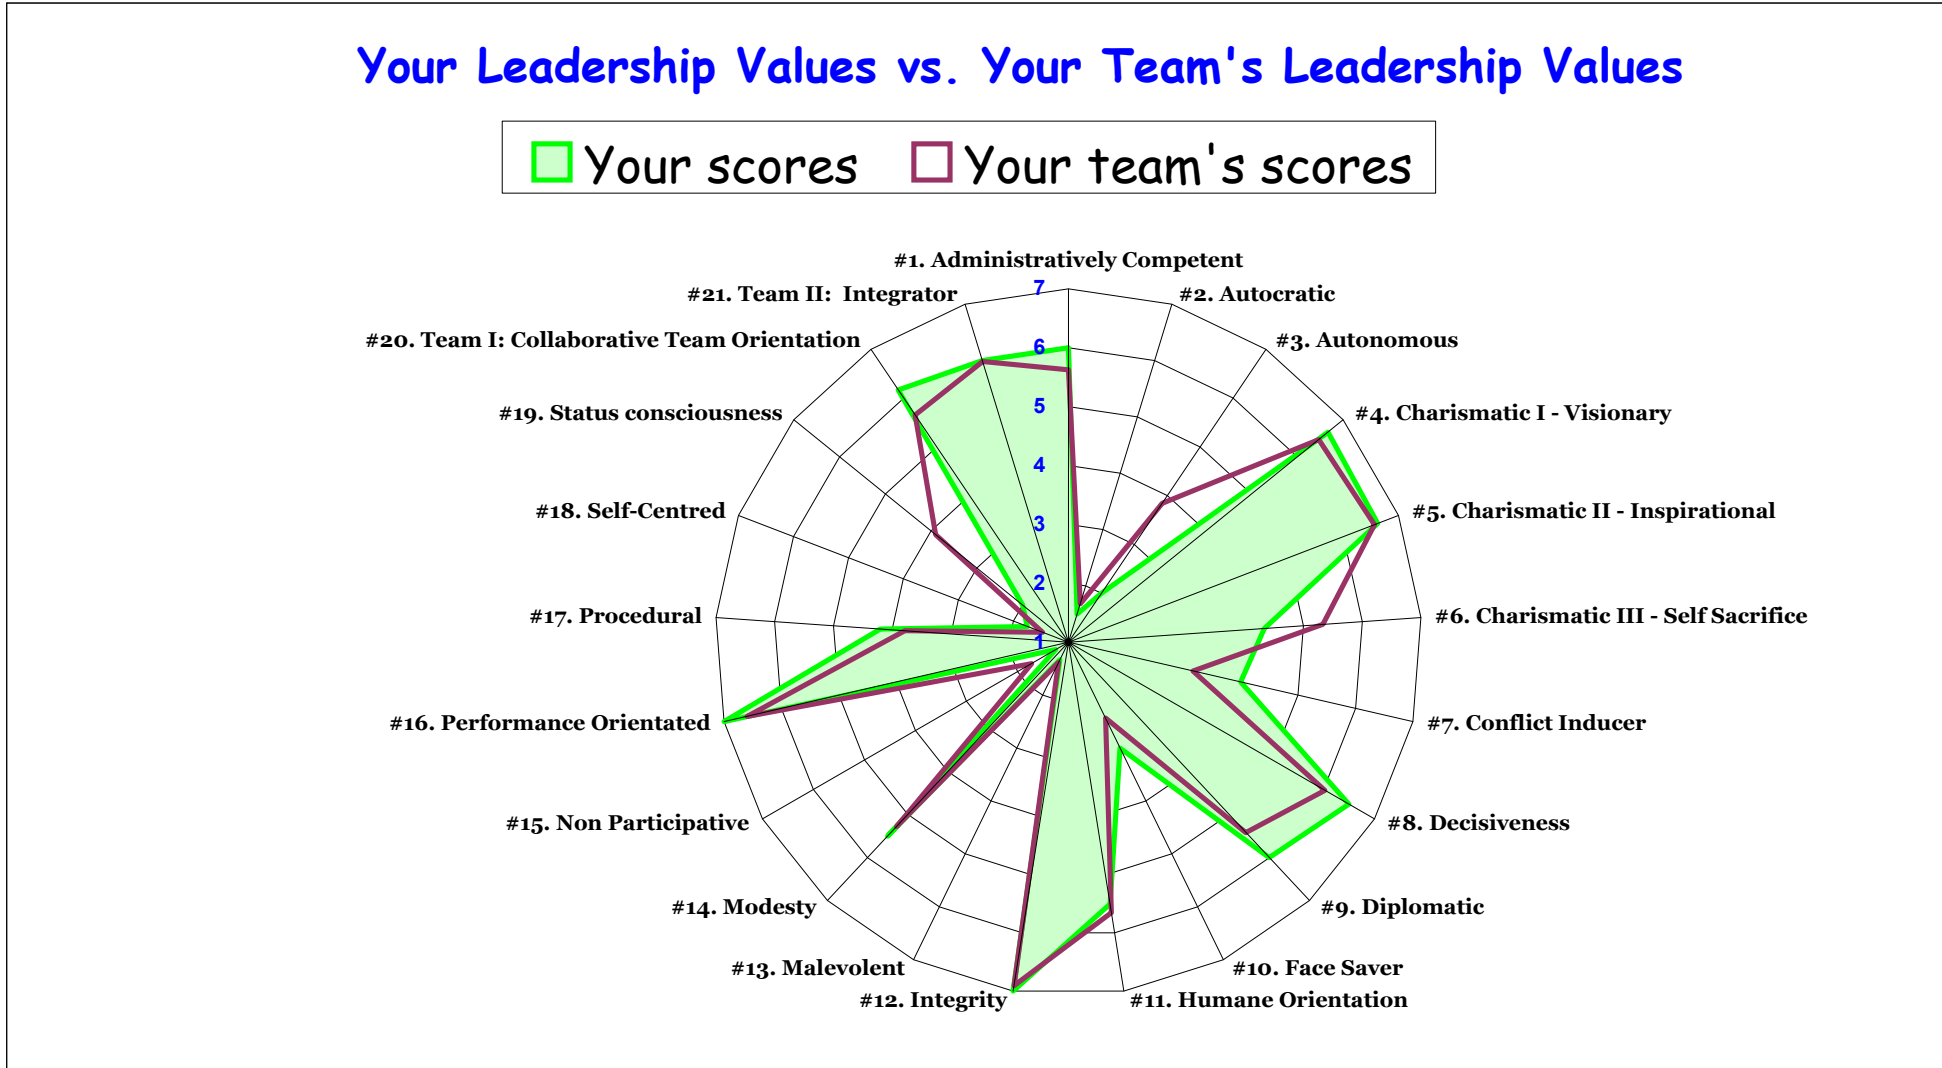 Your Leadership Values vs. Your Team's Leadership Values
Your scores
Your team's scores
#1. Administratively Competent
#2. Autocratic
#3. Autonomous
#4. Charismatic I - Visionary
#5. Charismatic II - Inspirational
#6. Charismatic III - Self Sacrifice
#7. Conflict Inducer
#8. Decisiveness
#9. Diplomatic
#10. Face Saver
#11. Humane Orientation
#12. Integrity
#13. Malevolent
#14. Modesty
#15. Non Participative
#16. Performance Orientated
#17. Procedural
#18. Self-Centred
#19. Status consciousness
#20. Team I: Collaborative Team Orientation
#21. Team II:  Integrator
7
6
5
4
3
2
1